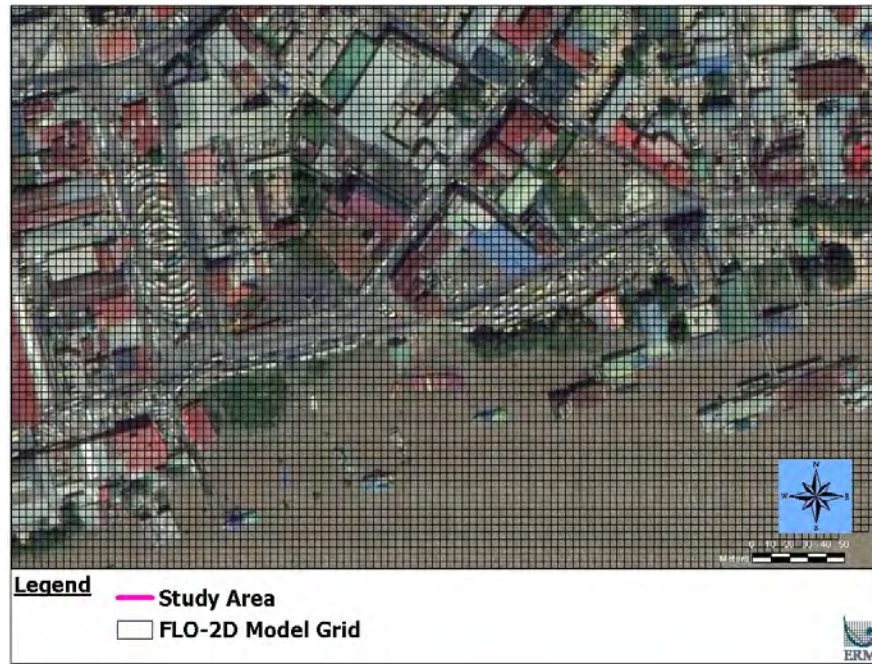 N
W E
S
0 10 20 30 40 50
Meters
Legend
Study Area
FLO-2D Model Grid
ERM